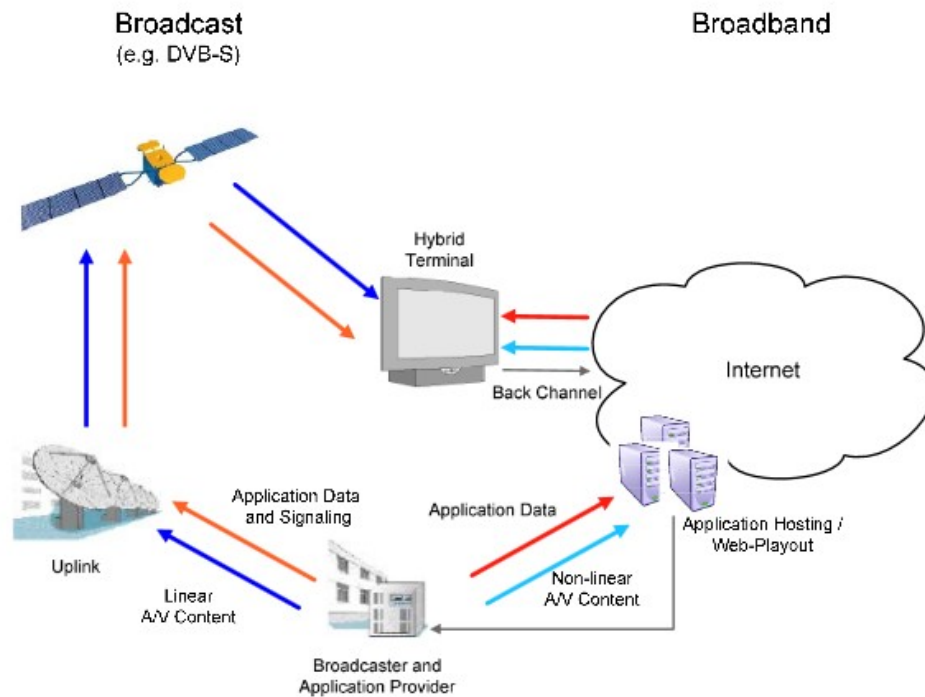 Broadcast
(e.g. DVB-S)
Broadband
Hybrid
Terminal
Internet
Back Channel
Application Data
and Signaling
Application Data
Application Hosting /
Web-Playout
Uplink
Linear
A/V Content
Non-linear
A/V Content
Broadcaster and
Application Provider